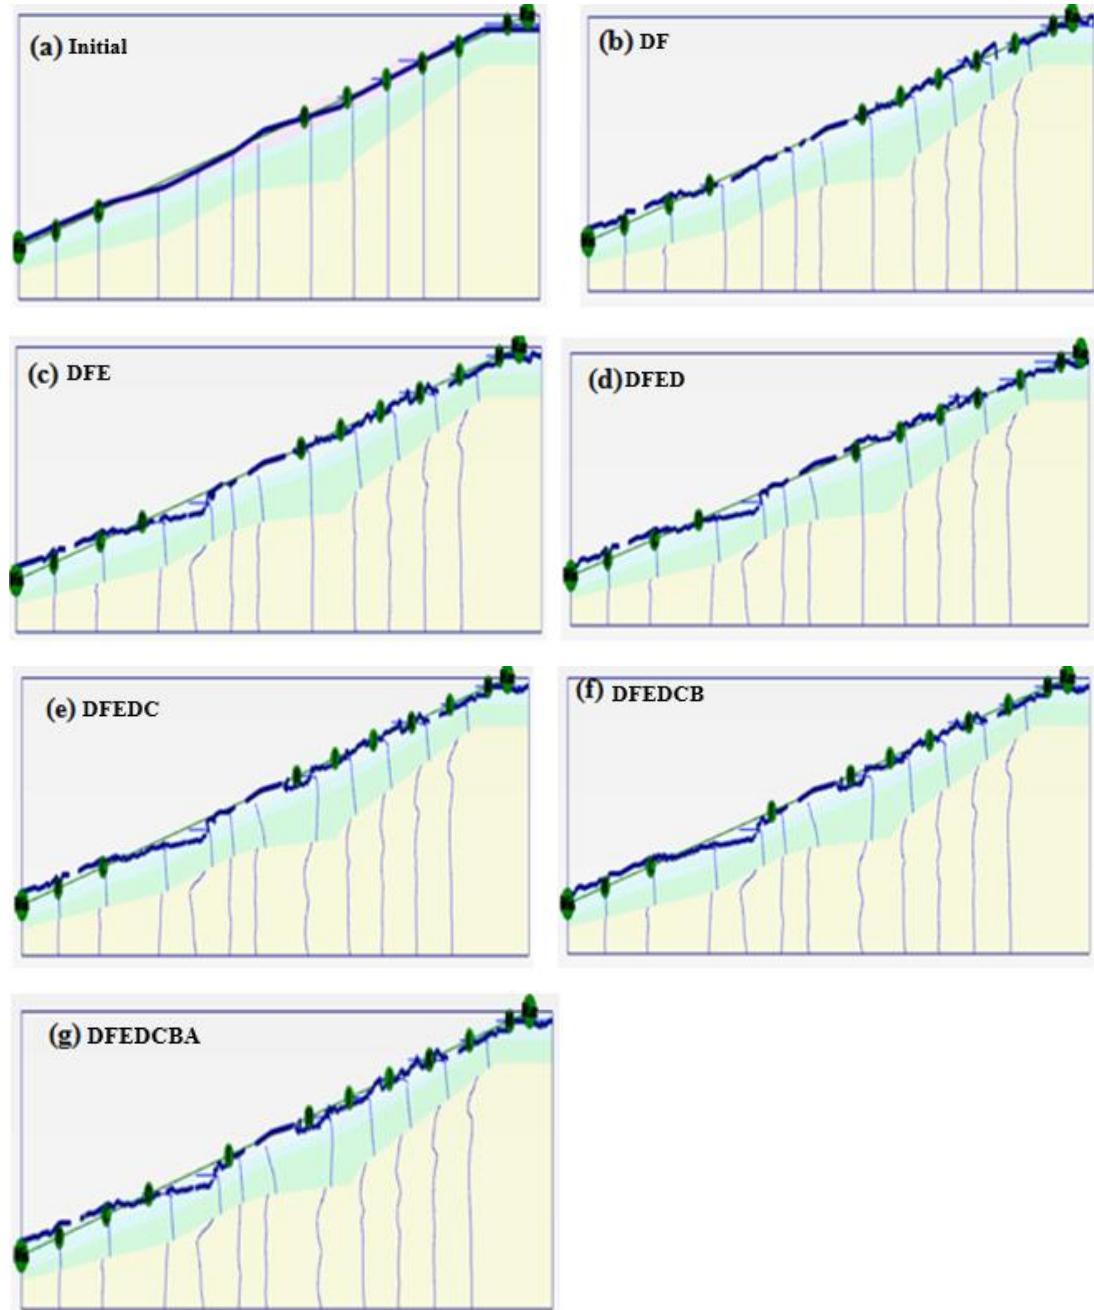 (a) Initial
(b) DF
(c) DFE
(d)DFED
(e) DFEDC
(f) DFEDCB
(g) DFEDCBA